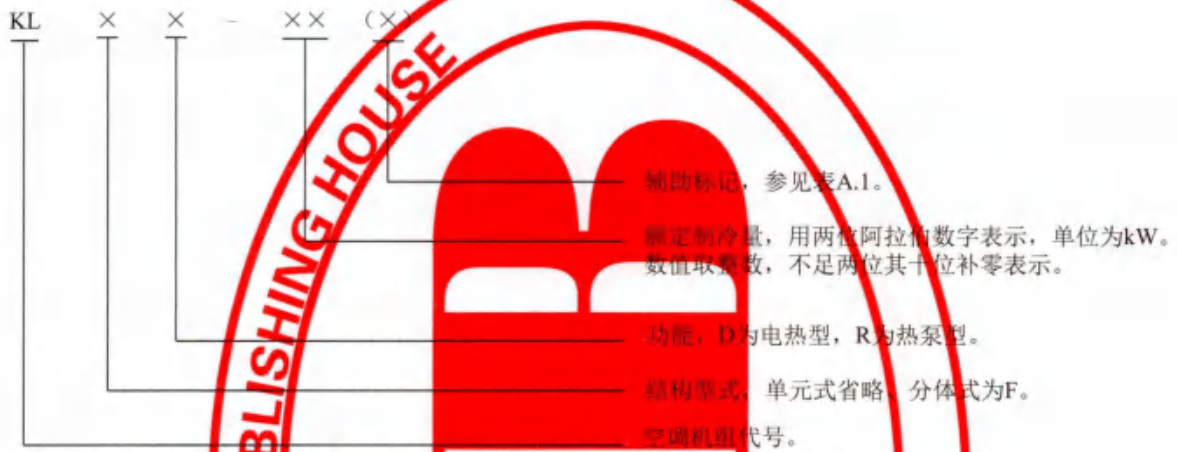 KL × × - ×× (×)
辅助标记，参见表A.1。
额定制冷量，用两位阿拉伯数字表示，单位为kW。
数值取整数，不足两位其十位补零表示。
功能，D为电热型，R为热泵型。
结构型式，单元式省略、分体式为F。
空调机组代号。
BLISHING HOUSE